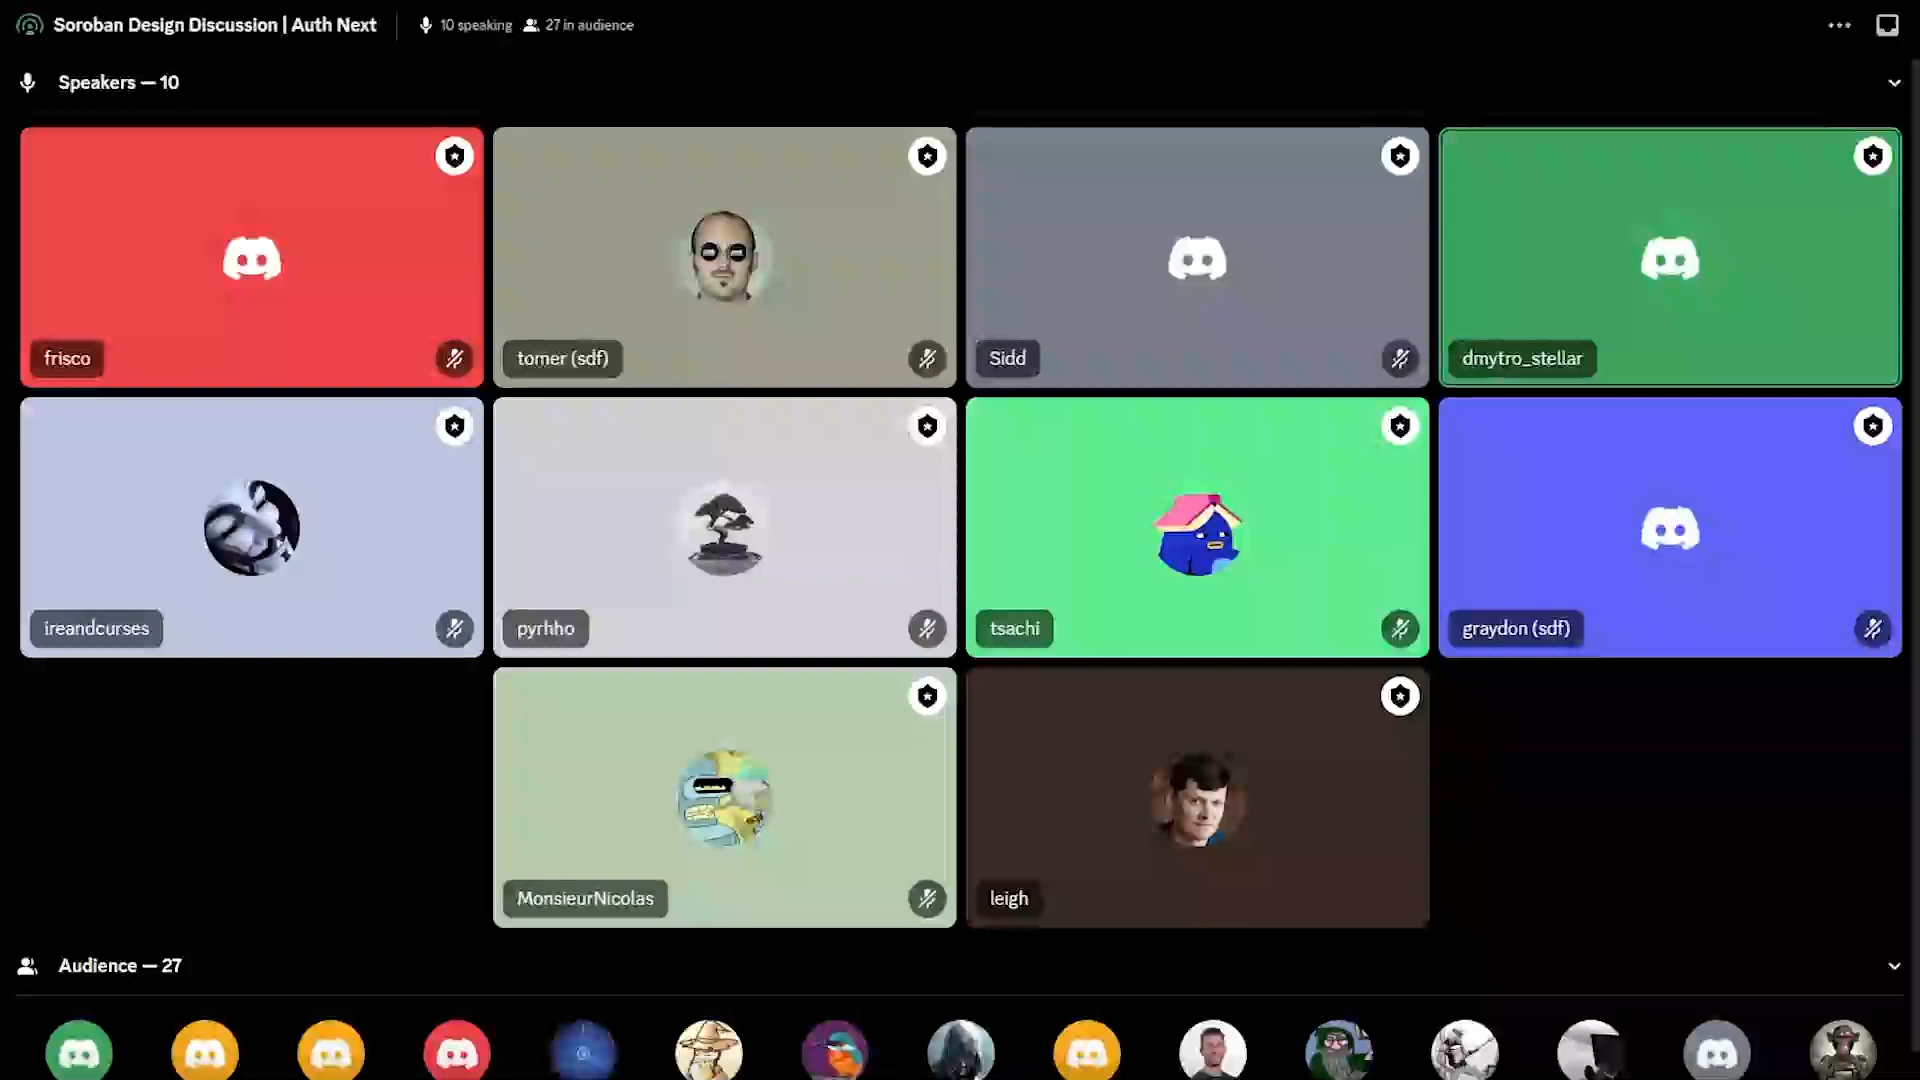 Soroban Design Discussion | Auth Next
10 speaking
27 in audience
Speakers — 10
frisco
tomer (sdf)
Sidd
dmytro_stellar
ireandcurses
pyrhho
tsachi
graydon (sdf)
MonsieurNicolas
leigh
Audience — 27